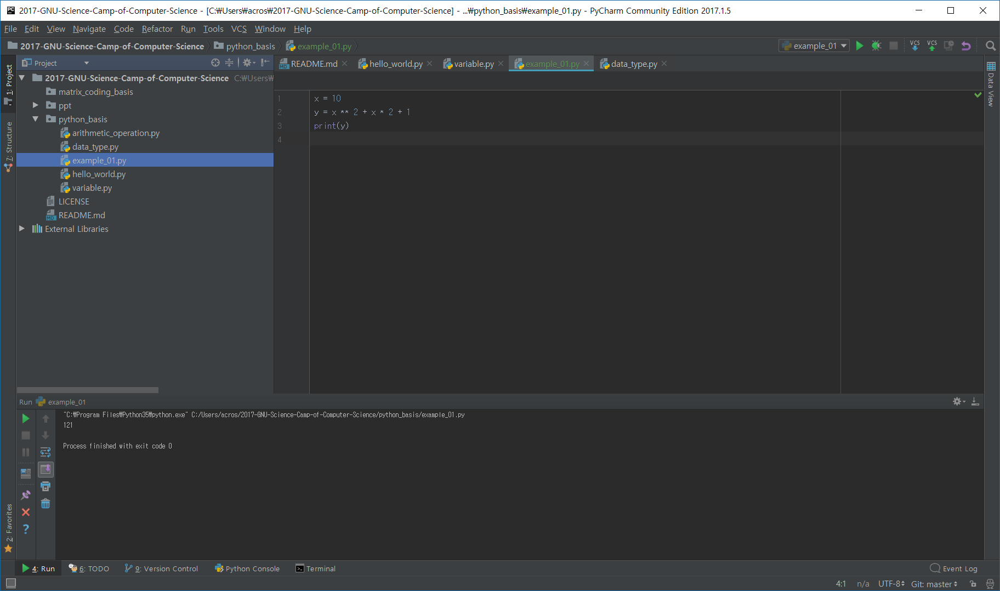 2017-GNU-Science-Camp-of-Computer-Science - [C:₩Users₩acros₩2017-GNU-Science-Camp-of-Computer-Science] - ...₩python_basis₩example_01.py - PyCharm Community Edition 2017.1.5
File Edit View Navigate Code Refactor Run Tools VCS Window Help
2017-GNU-Science-Camp-of-Computer-Science python_basis example_01.py example_01 VCS VCS
Project README.md hello_world.py variable.py example_01.py data_type.py
1: Project
7: Structure
2: Favorites
Data View
2017-GNU-Science-Camp-of-Computer-Science C:₩Users₩
matrix_coding_basis
ppt
python_basis
arithmetic_operation.py
data_type.py
example_01.py
hello_world.py
variable.py
LICENSE
README.md
External Libraries
1 x = 10
2 y = x ** 2 + x * 2 + 1
3 print(y)
4
Run example_01
"C:₩Program Files₩Python35₩python.exe" C:/Users/acros/2017-GNU-Science-Camp-of-Computer-Science/python_basis/example_01.py
121
Process finished with exit code 0
4: Run 6: TODO 9: Version Control Python Console Terminal Event Log
4:1 n/a UTF-8 Git: master